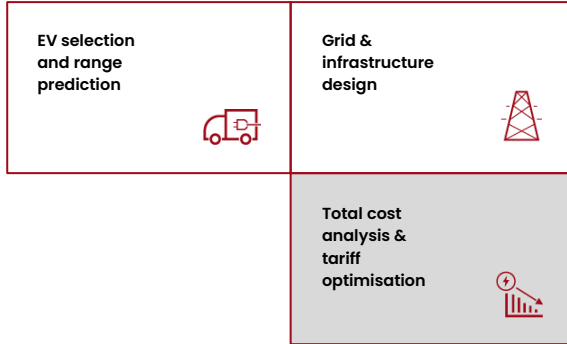 EV selection
and range
prediction
Grid &
infrastructure
design
Total cost
analysis &
tariff
optimisation